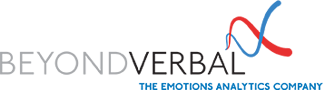 BEYONDVERBAL
THE EMOTIONS ANALYTICS COMPANY